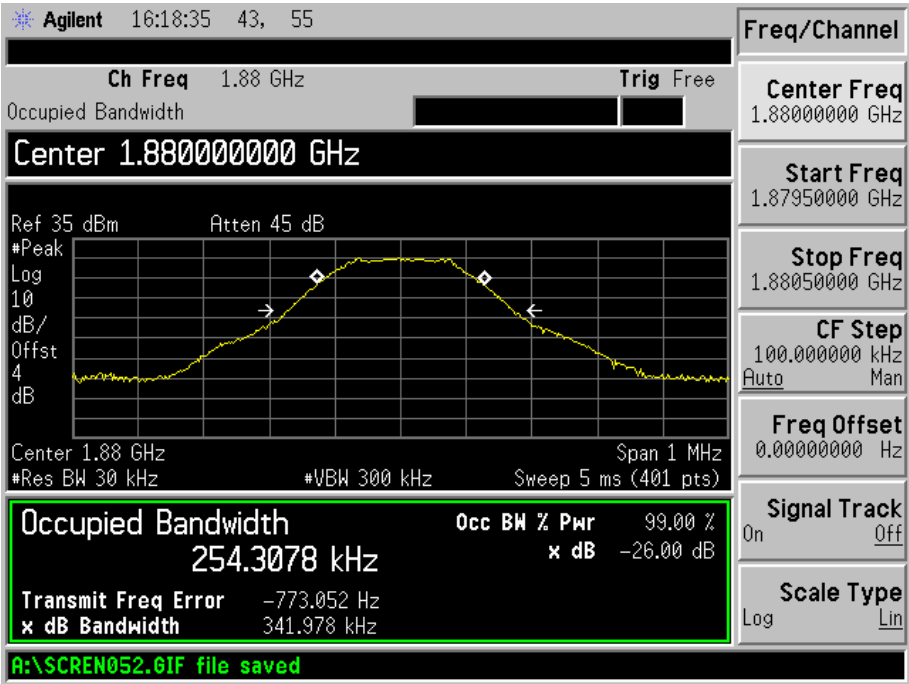 Agilent 16:18:35 43, 55
Ch Freq 1.88 GHz Trig Free
Occupied Bandwidth
Center 1.880000000 GHz
Ref 35 dBm Atten 45 dB
#Peak
Log
10
dB/
Offst
4
dB
Center 1.88 GHz Span 1 MHz
#Res BW 30 kHz #VBW 300 kHz Sweep 5 ms (401 pts)
Occupied Bandwidth
254.3078 kHz
Occ BW % Pwr 99.00 %
x dB -26.00 dB
Transmit Freq Error -773.052 Hz
x dB Bandwidth 341.978 kHz
A:\SCREN052.GIF file saved
Freq/Channel
Center Freq
1.88000000 GHz
Start Freq
1.87950000 GHz
Stop Freq
1.88050000 GHz
CF Step
100.000000 kHz
Auto Man
Freq Offset
0.00000000 Hz
Signal Track
On Off
Scale Type
Log Lin